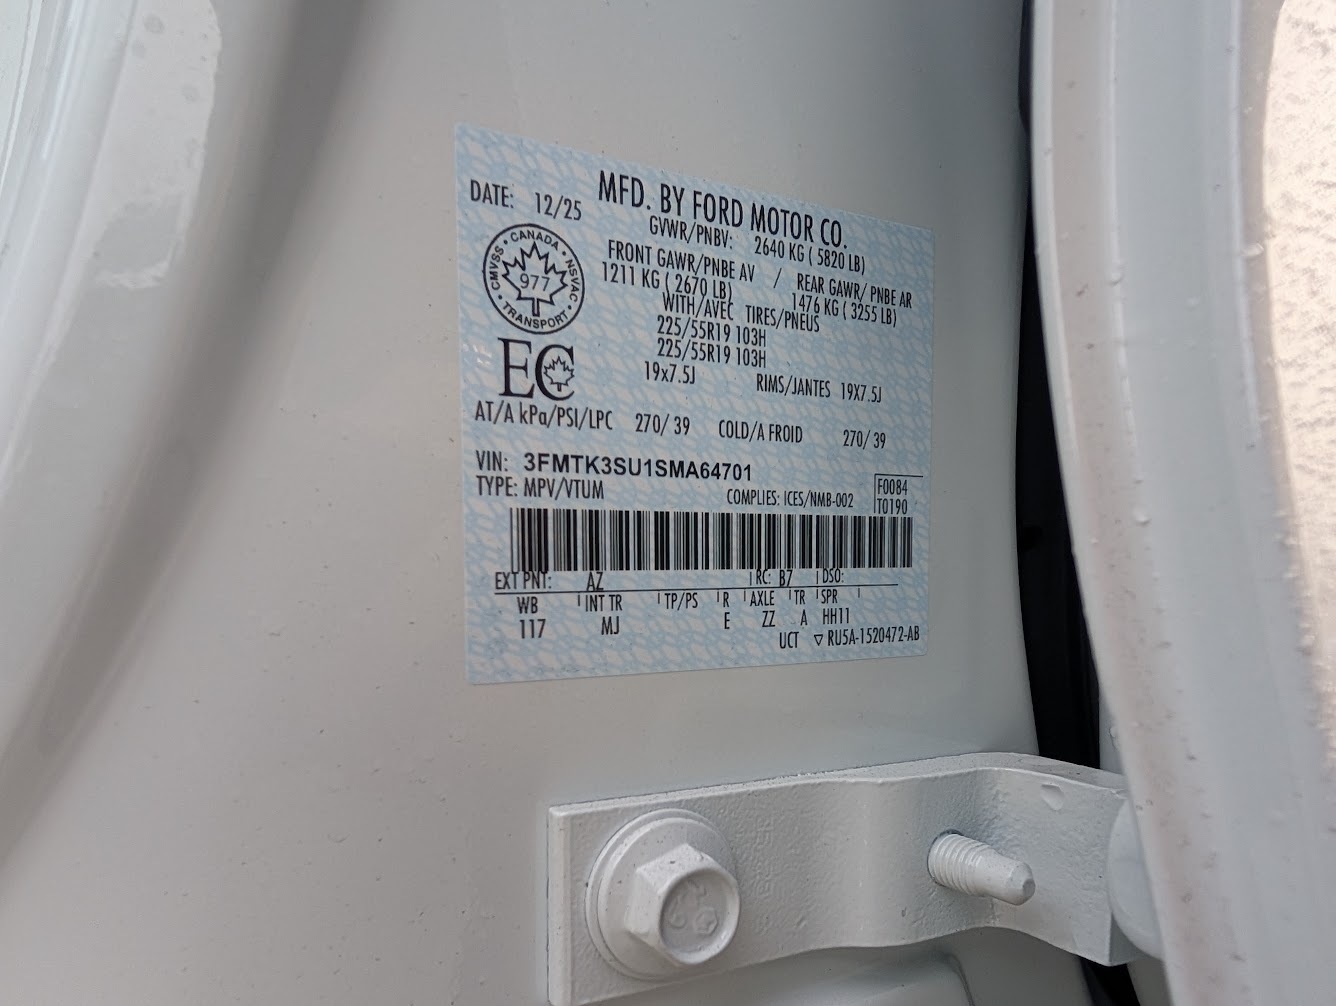 DATE: 12/25
MFD. BY FORD MOTOR CO.
GVWR/PNBV: 2640 KG ( 5820 LB)
FRONT GAWR/PNBE AV / REAR GAWR/ PNBE AR
1211 KG ( 2670 LB) 1476 KG ( 3255 LB)
WITH/AVEC TIRES/PNEUS
225/55R19 103H
225/55R19 103H
19x7.5J RIMS/JANTES 19X7.5J
CMVSS • CANADA • NSVAC • TRANSPORT •
977
EC
AT/A kPa/PSI/LPC 270/ 39 COLD/A FROID 270/ 39
VIN: 3FMTK3SU1SMA64701
TYPE: MPV/VTUM COMPLIES: ICES/NMB-002
F0084
T0190
EXT PNT: AZ RC: B7 DSO:
WB INT TR TP/PS R AXLE TR SPR
117 MJ E ZZ A HH11
UCT ▽ RU5A-1520472-AB